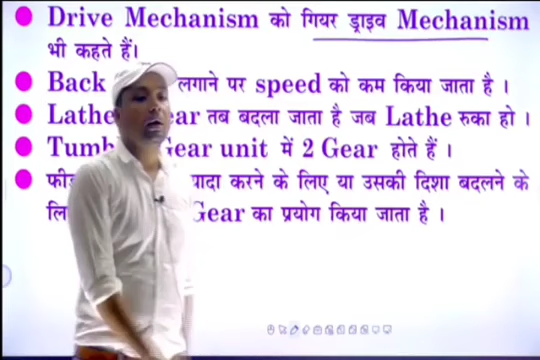 Drive Mechanism को गियर ड्राइव Mechanism
भी कहते हैं।
Back लगाने पर speed को कम किया जाता है ।
Lathe ear तब बदला जाता है जब Lathe रुका हो ।
Tumb Gear unit में 2 Gear होते हैं ।
यादा करने के लिए या उसकी दिशा बदलने के
लि Gear का प्रयोग किया जाता है ।